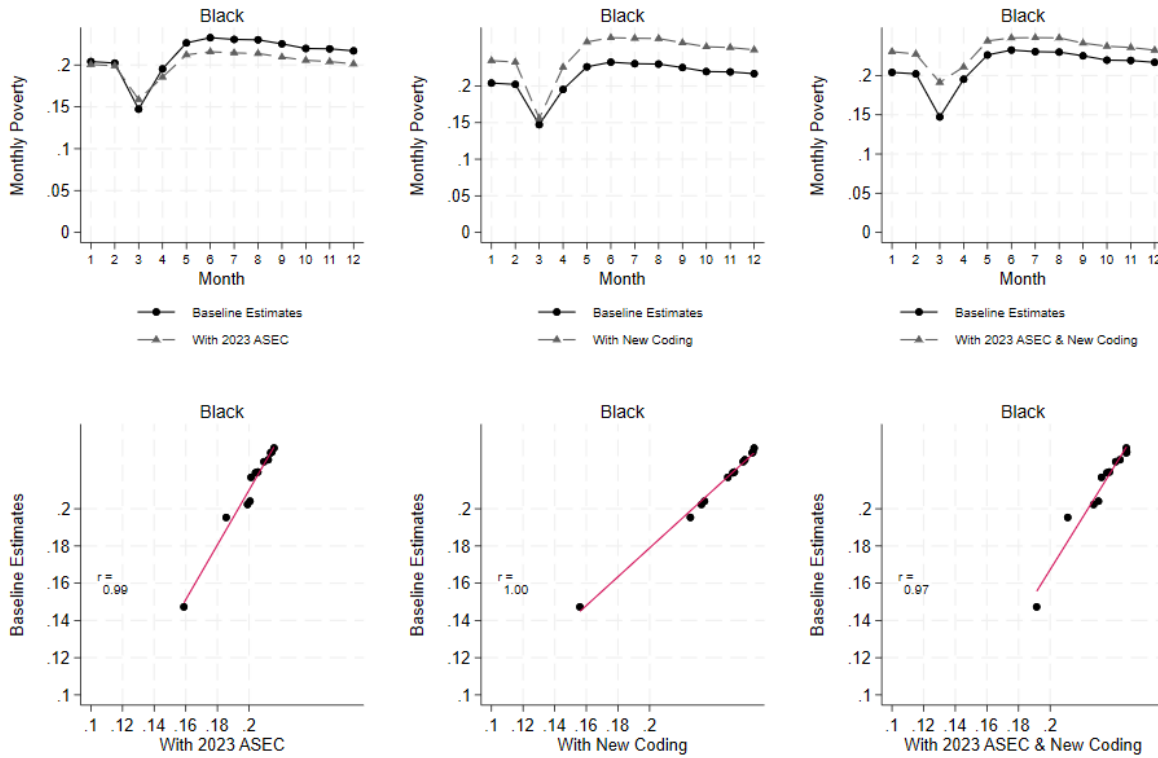 Black
Monthly Poverty
.2
.15
.1
.05
0
1 2 3 4 5 6 7 8 9 10 11 12
Month
Baseline Estimates
With 2023 ASEC
Black
Monthly Poverty
.2
.15
.1
.05
0
1 2 3 4 5 6 7 8 9 10 11 12
Month
Baseline Estimates
With New Coding
Black
Monthly Poverty
.2
.15
.1
.05
0
1 2 3 4 5 6 7 8 9 10 11 12
Month
Baseline Estimates
With 2023 ASEC & New Coding
Black
Baseline Estimates
.2
.18
.16
.14
.12
.1
r =
0.99
.1 .12 .14 .16 .18 .2
With 2023 ASEC
Black
Baseline Estimates
.2
.18
.16
.14
.12
.1
r =
1.00
.1 .12 .14 .16 .18 .2
With New Coding
Black
Baseline Estimates
.2
.18
.16
.14
.12
.1
r =
0.97
.1 .12 .14 .16 .18 .2
With 2023 ASEC & New Coding